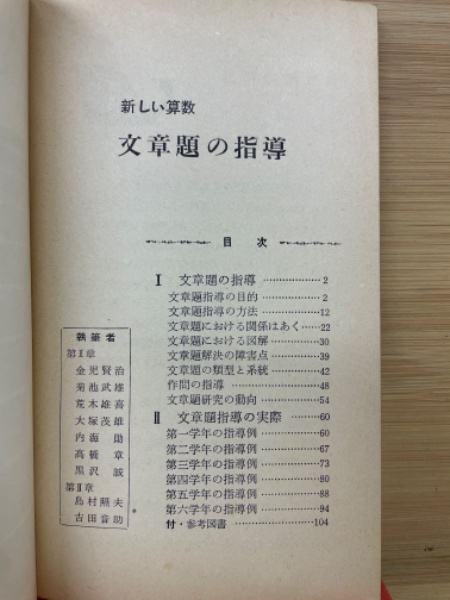 新しい算数
文章題の指導
目次
Ⅰ 文章題の指導 ……………… 2
文章題指導の目的 ……………… 2
文章題指導の方法 ……………… 12
文章題における関係はあく …… 22
文章題における図解 …………… 30
文章題解決の障害点 …………… 39
文章題の類型と系統 …………… 42
作問の指導 ……………………… 48
文章題研究の動向 ……………… 54
Ⅱ 文章題指導の実際 ………… 60
第一学年の指導例 ……………… 60
第二学年の指導例 ……………… 67
第三学年の指導例 ……………… 73
第四学年の指導例 ……………… 80
第五学年の指導例 ……………… 88
第六学年の指導例 ……………… 94
付・参考図書 …………………… 104
執筆者
第Ⅰ章
金児賢治
菊池武雄
荒木雄喜
大塚茂雄
内海助
高橋章
黒沢誠
第Ⅱ章
島村照夫
吉田音助